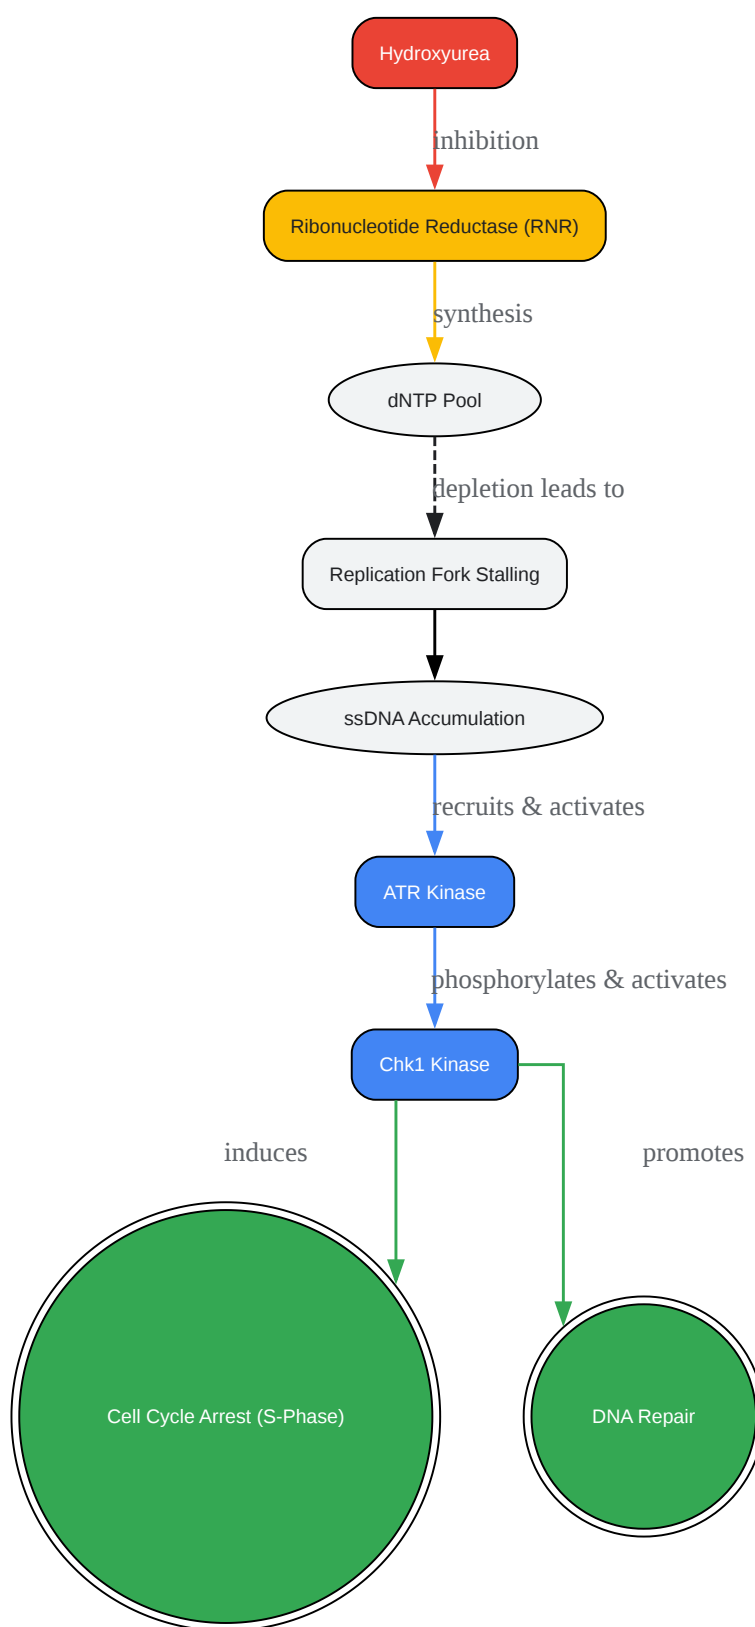 Hydroxyurea
inhibition
Ribonucleotide Reductase (RNR)
synthesis
dNTP Pool
depletion leads to
Replication Fork Stalling
ssDNA Accumulation
recruits & activates
ATR Kinase
phosphorylates & activates
Chk1 Kinase
induces
promotes
Cell Cycle Arrest (S-Phase)
DNA Repair